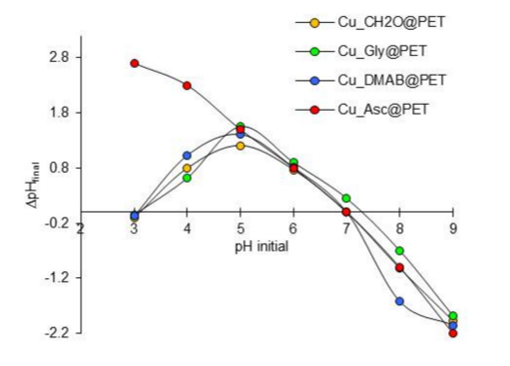 Cu_CH2O@PET
Cu_Gly@PET
Cu_DMAB@PET
Cu_Asc@PET
2.8
1.8
0.8
-0.2
-1.2
-2.2
ΔpHfinal
2 3 4 5 6 7 8 9
pH initial